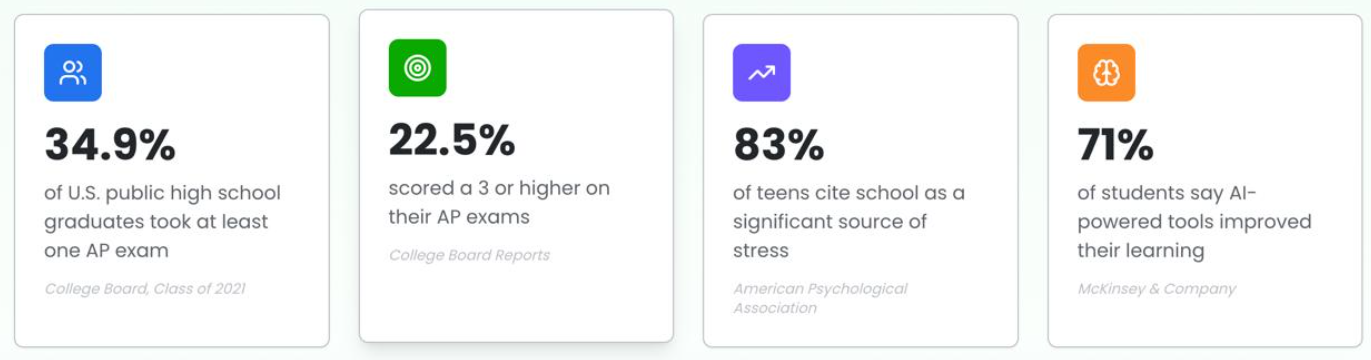 34.9%
of U.S. public high school
graduates took at least
one AP exam
College Board, Class of 2021
22.5%
scored a 3 or higher on
their AP exams
College Board Reports
83%
of teens cite school as a
significant source of
stress
American Psychological
Association
71%
of students say AI-
powered tools improved
their learning
McKinsey & Company